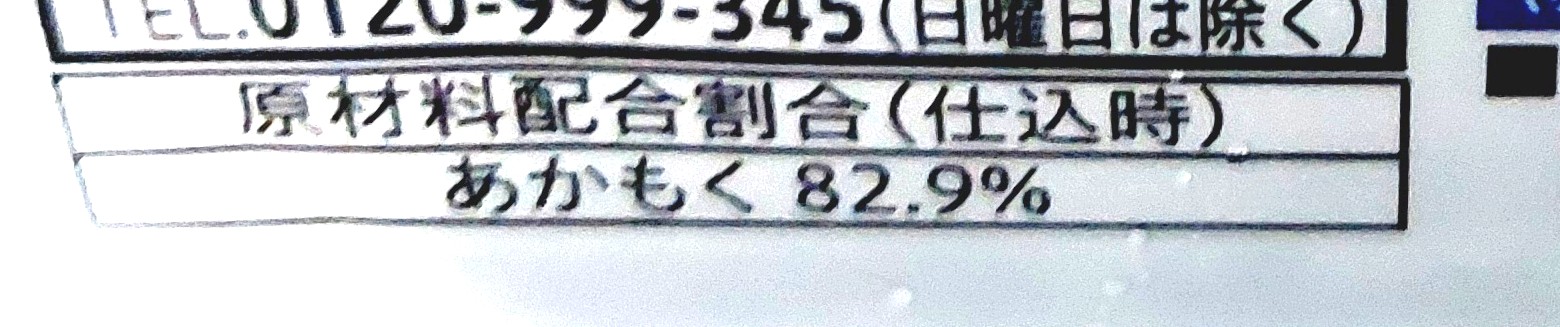 TEL.0120-999-345(日曜日は除く)
原材料配合割合(仕込時)
あかもく 82.9%